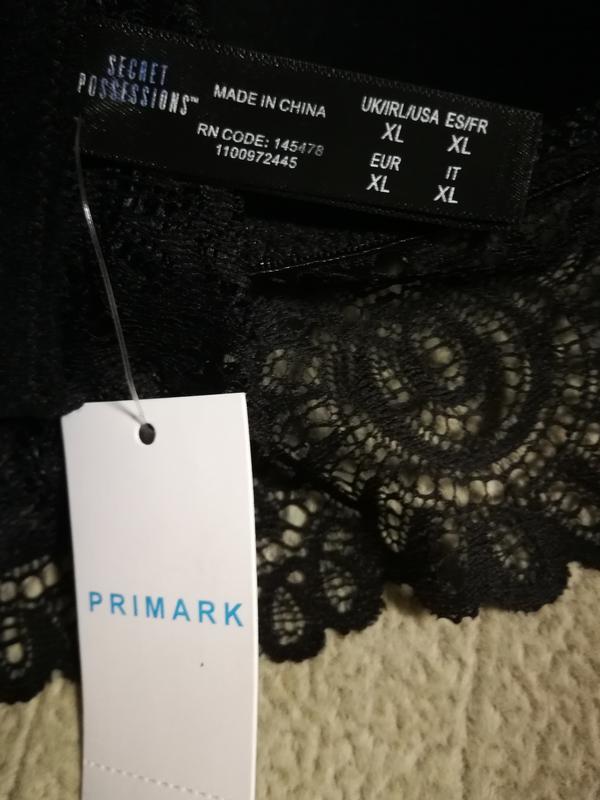 SECRET
POSSESSIONS™
MADE IN CHINA
RN CODE: 145478
1100972445
UK/IRL/USA ES/FR
XL XL
EUR IT
XL XL
PRIMARK